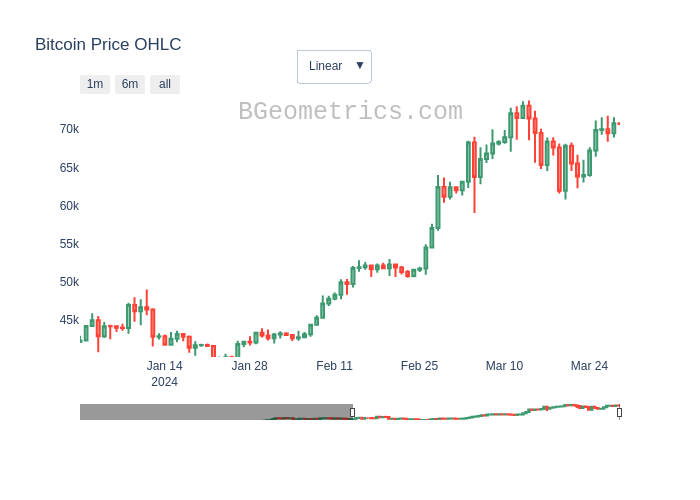 Bitcoin Price OHLC
Linear ▼
1m 6m all
BGeometrics.com
70k
65k
60k
55k
50k
45k
Jan 14 Jan 28 Feb 11 Feb 25 Mar 10 Mar 24
2024